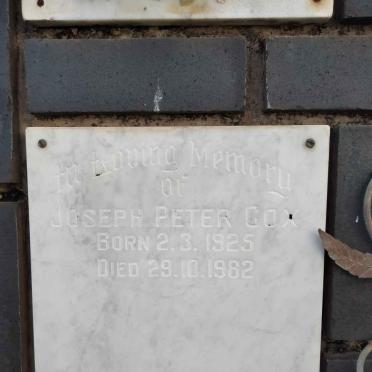 In Loving Memory
of
JOSEPH PETER COX
BORN 2.3.1925
DIED 29.10.1982